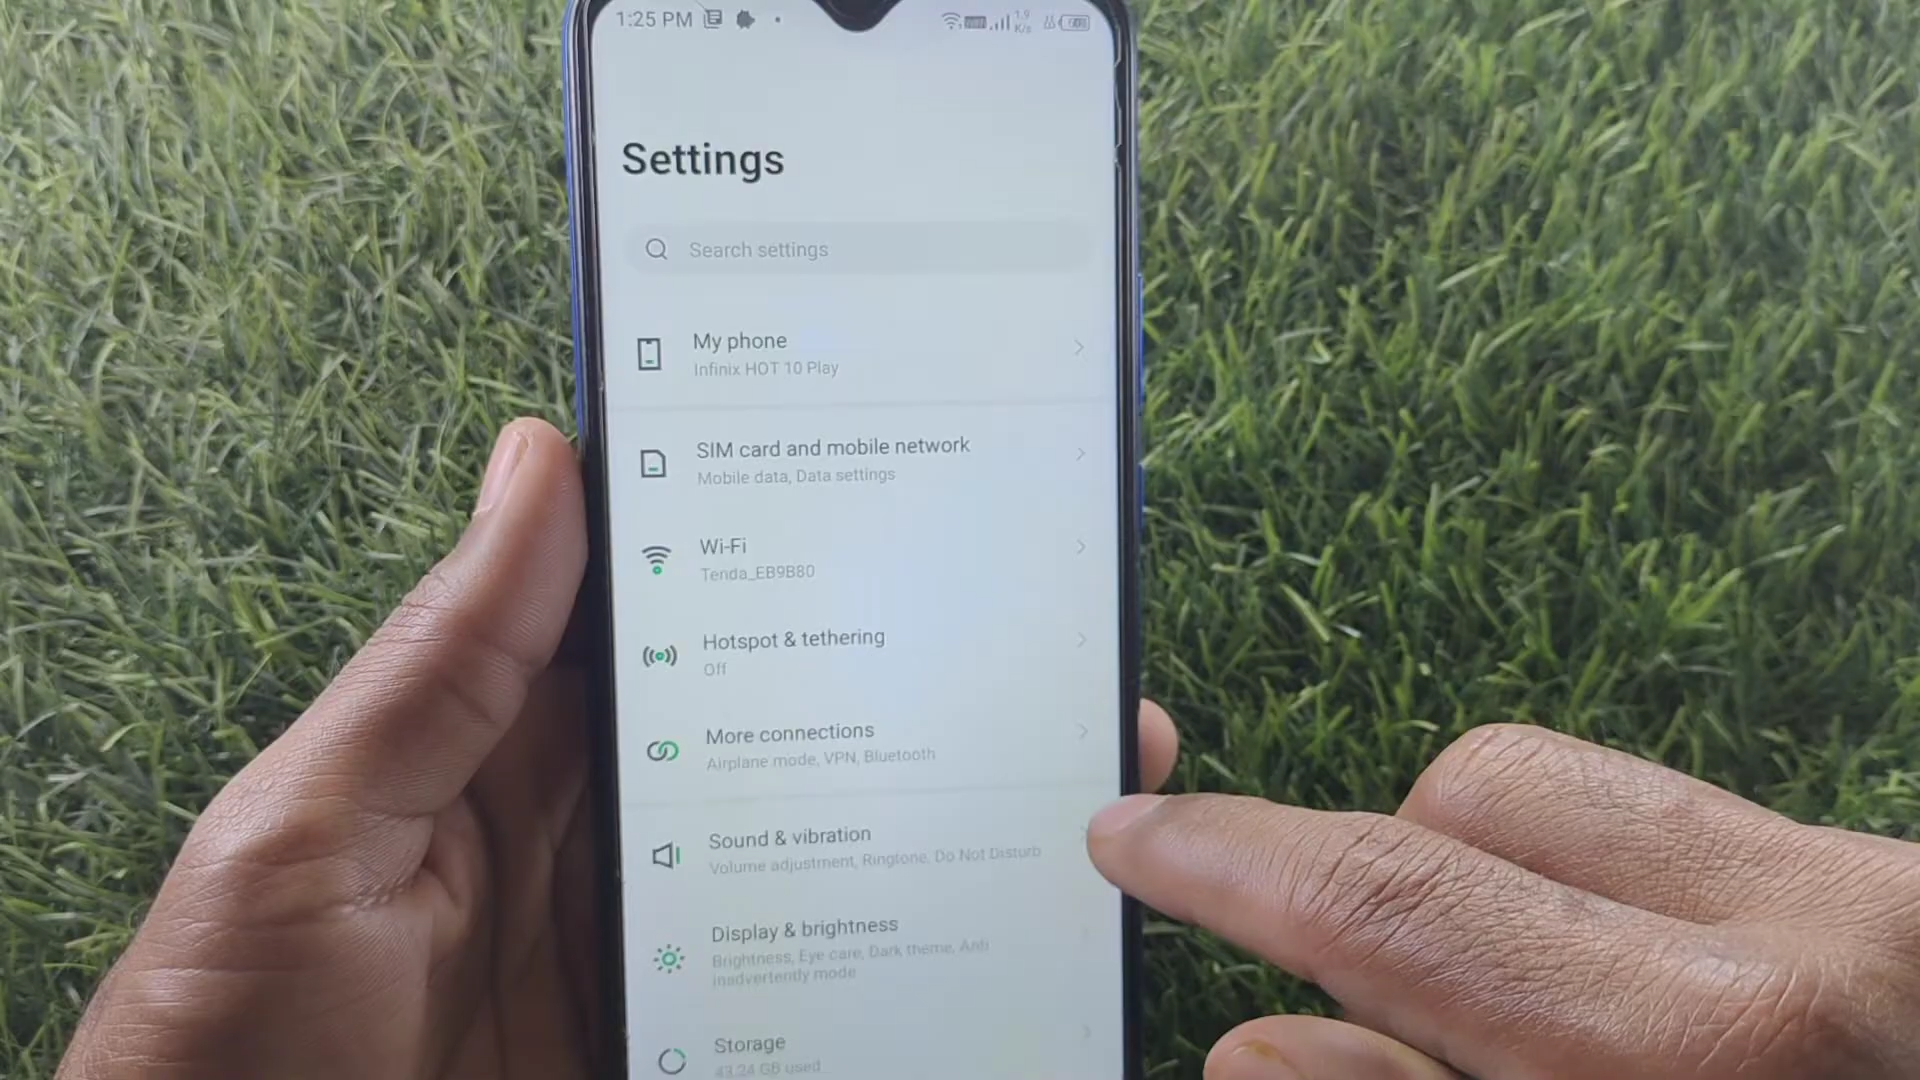 1:25 PM
1.9
K/s
Settings
Search settings
My phone
Infinix HOT 10 Play
SIM card and mobile network
Mobile data, Data settings
Wi-Fi
Tenda_EB9B80
Hotspot & tethering
Off
More connections
Airplane mode, VPN, Bluetooth
Sound & vibration
Volume adjustment, Ringtone, Do Not Disturb
Display & brightness
Brightness, Eye care, Dark theme, Anti
inadvertently mode
Storage
43.24 GB used